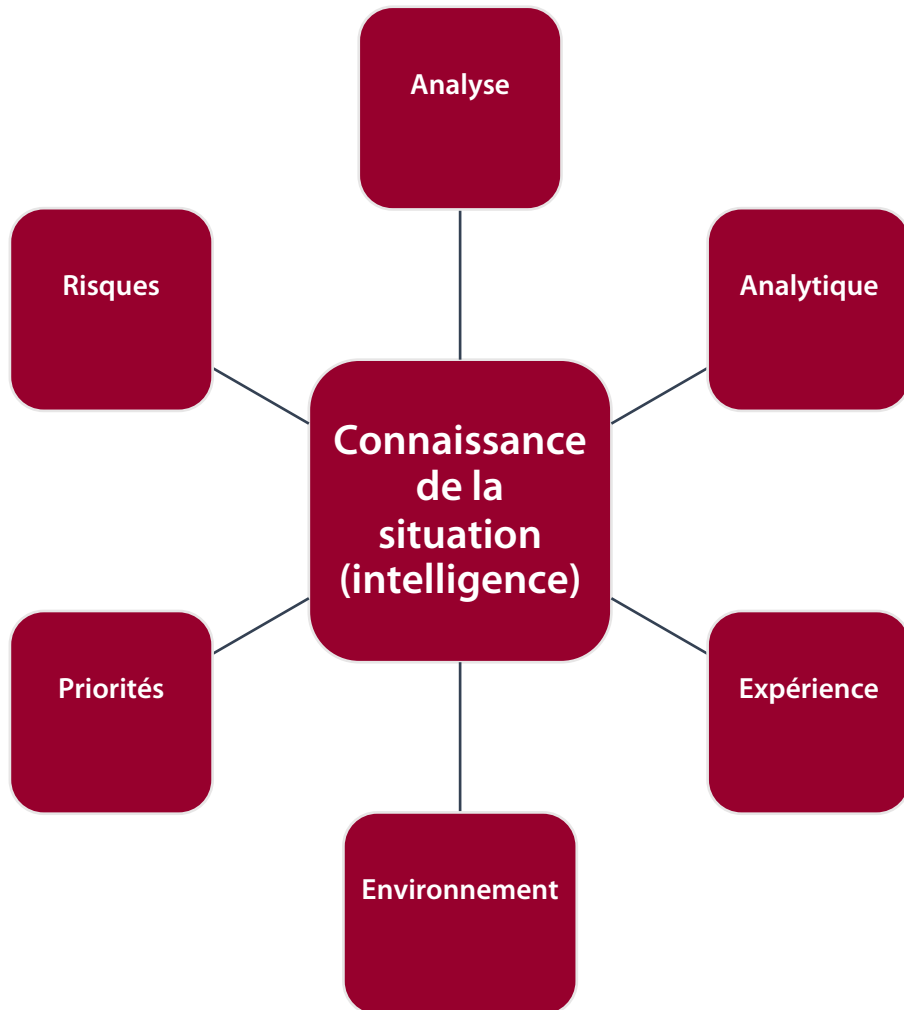 Analyse
Risques
Analytique
Connaissance
de la
situation
(intelligence)
Priorités
Expérience
Environnement